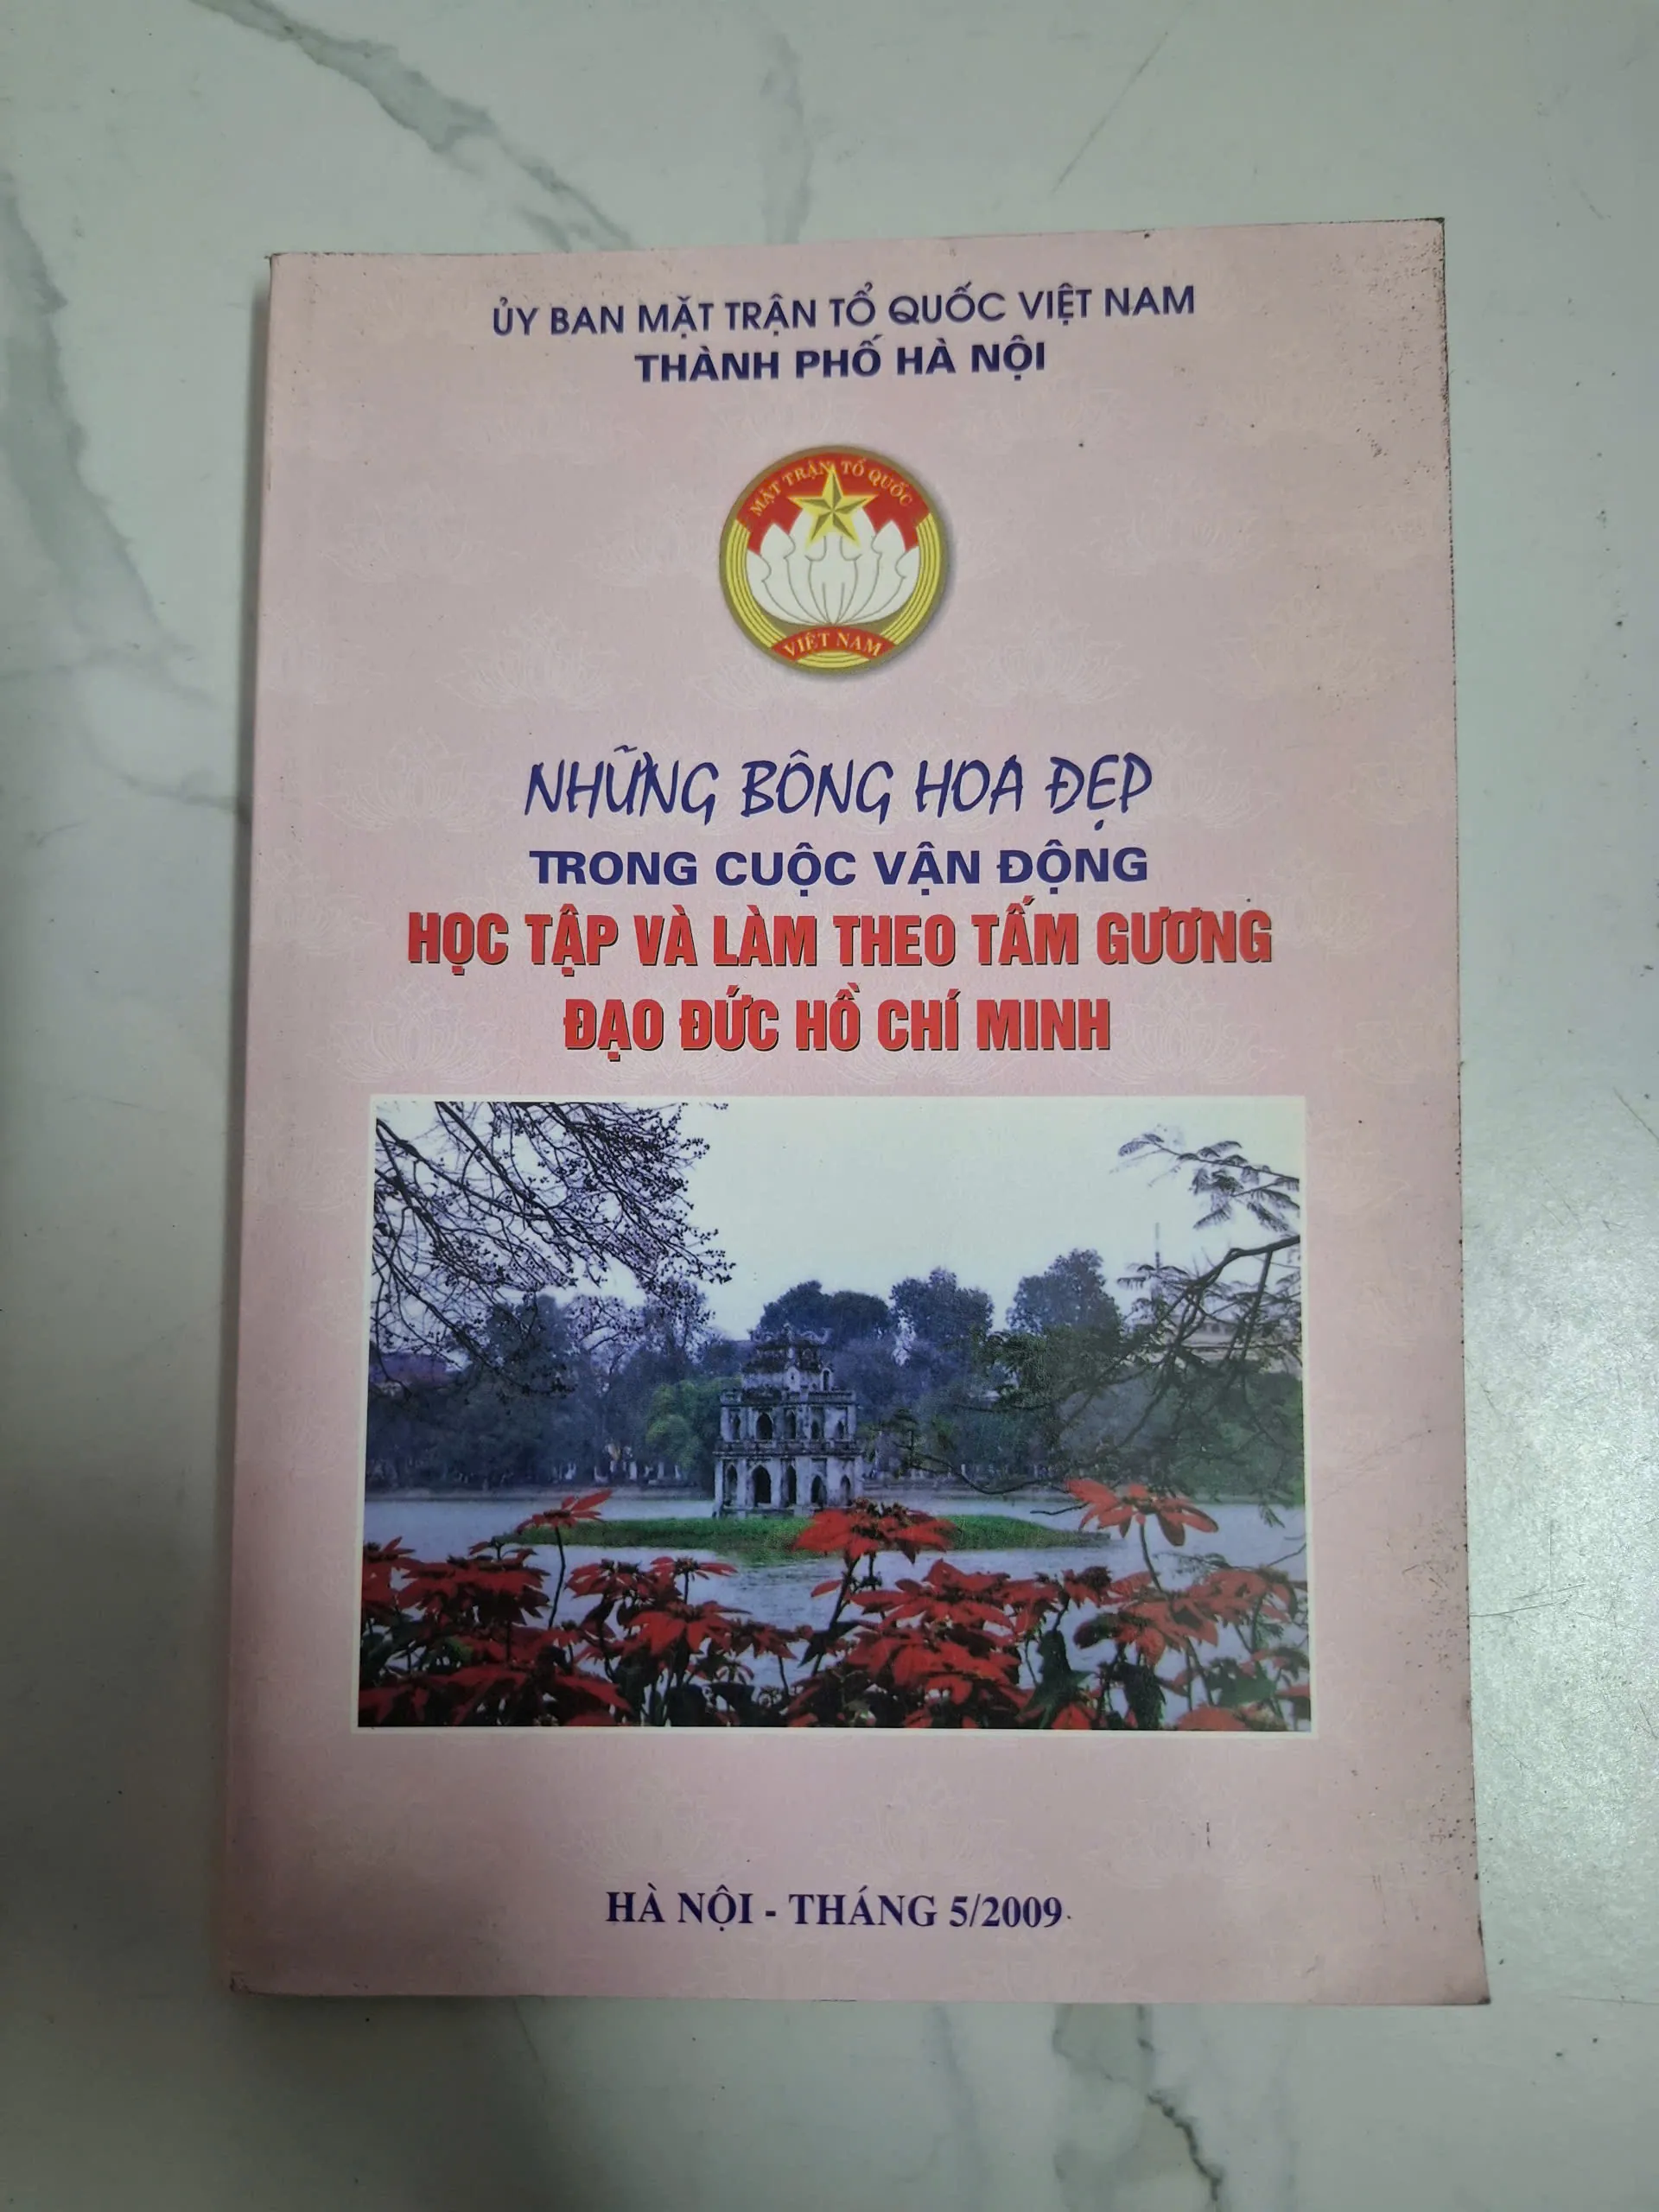 ỦY BAN MẶT TRẬN TỔ QUỐC VIỆT NAM
THÀNH PHỐ HÀ NỘI
MẶT TRẬN TỔ QUỐC
VIỆT NAM
NHỮNG BÔNG HOA ĐẸP
TRONG CUỘC VẬN ĐỘNG
HỌC TẬP VÀ LÀM THEO TẤM GƯƠNG
ĐẠO ĐỨC HỒ CHÍ MINH
HÀ NỘI - THÁNG 5/2009